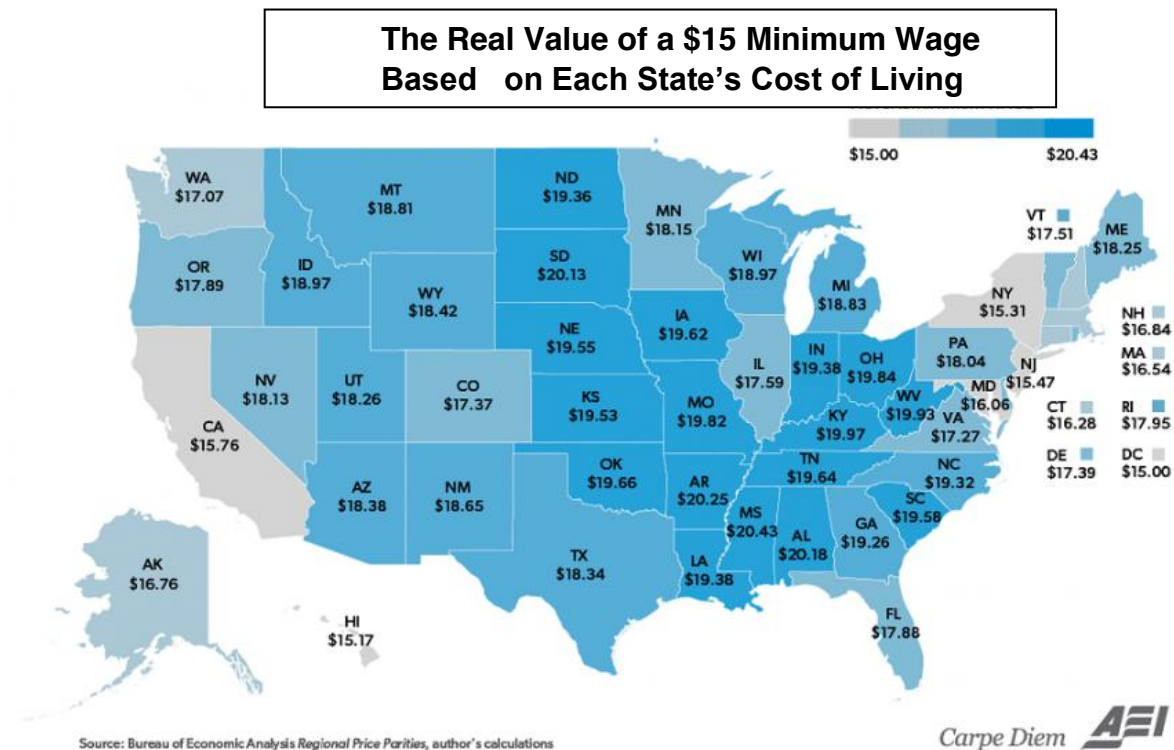 The Real Value of a $15 Minimum Wage
Based on Each State's Cost of Living
$15.00
$20.43
WA
$17.07
MT
$18.81
ND
$19.36
MN
$18.15
VT
$17.51
ME
$18.25
OR
$17.89
ID
$18.97
WY
$18.42
SD
$20.13
WI
$18.97
MI
$18.83
NY
$15.31
NH
$16.84
MA
$16.54
CT
$16.28
RI
$17.95
DE
$17.39
DC
$15.00
CA
$15.76
NV
$18.13
UT
$18.26
CO
$17.37
NE
$19.55
IA
$19.62
IL
$17.59
IN
$19.38
OH
$19.84
PA
$18.04
NJ
$15.47
MD
$16.06
KS
$19.53
MO
$19.82
KY
$19.97
WV
$19.93
VA
$17.27
AZ
$18.38
NM
$18.65
OK
$19.66
AR
$20.25
TN
$19.64
NC
$19.32
SC
$19.58
TX
$18.34
LA
$19.38
MS
$20.43
AL
$20.18
GA
$19.26
FL
$17.88
AK
$16.76
HI
$15.17
Source: Bureau of Economic Analysis Regional Price Parities, author's calculations
Carpe Diem AEI